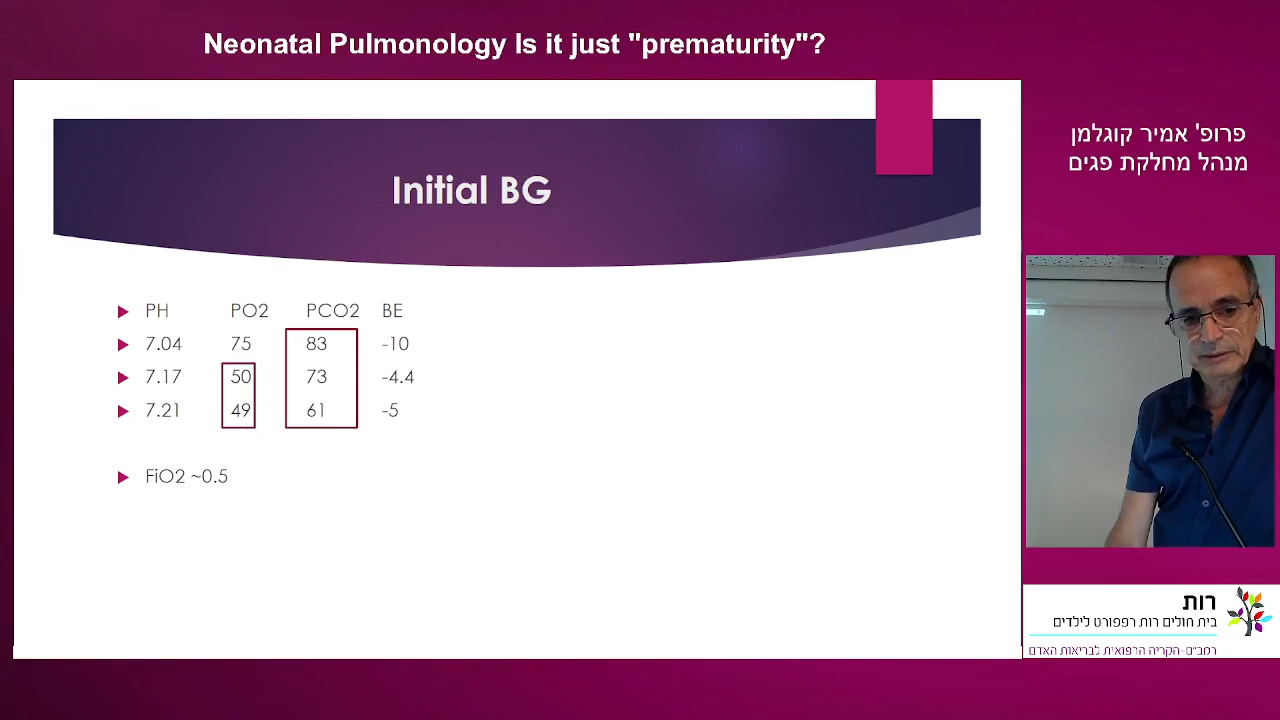 Neonatal Pulmonology Is it just "prematurity"?
Initial BG
PH PO2 PCO2 BE
7.04 75 83 -10
7.17 50 73 -4.4
7.21 49 61 -5
FiO2 ~0.5
פרופ' אמיר קוגלמן
מנהל מחלקת פגים
רות
בית חולים רות רפפורט לילדים
רמב"ם-הקריה הרפואית לבריאות האדם